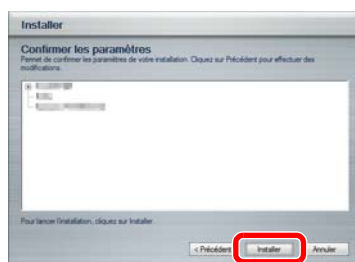 Installer
Confirmer les paramètres
Permet de confirmer les paramètres de votre installation. Cliquez sur Précédent pour effectuer des
modifications.
Pour lancer l'installation, cliquez sur Installer.
< Précédent
Installer
Annuler